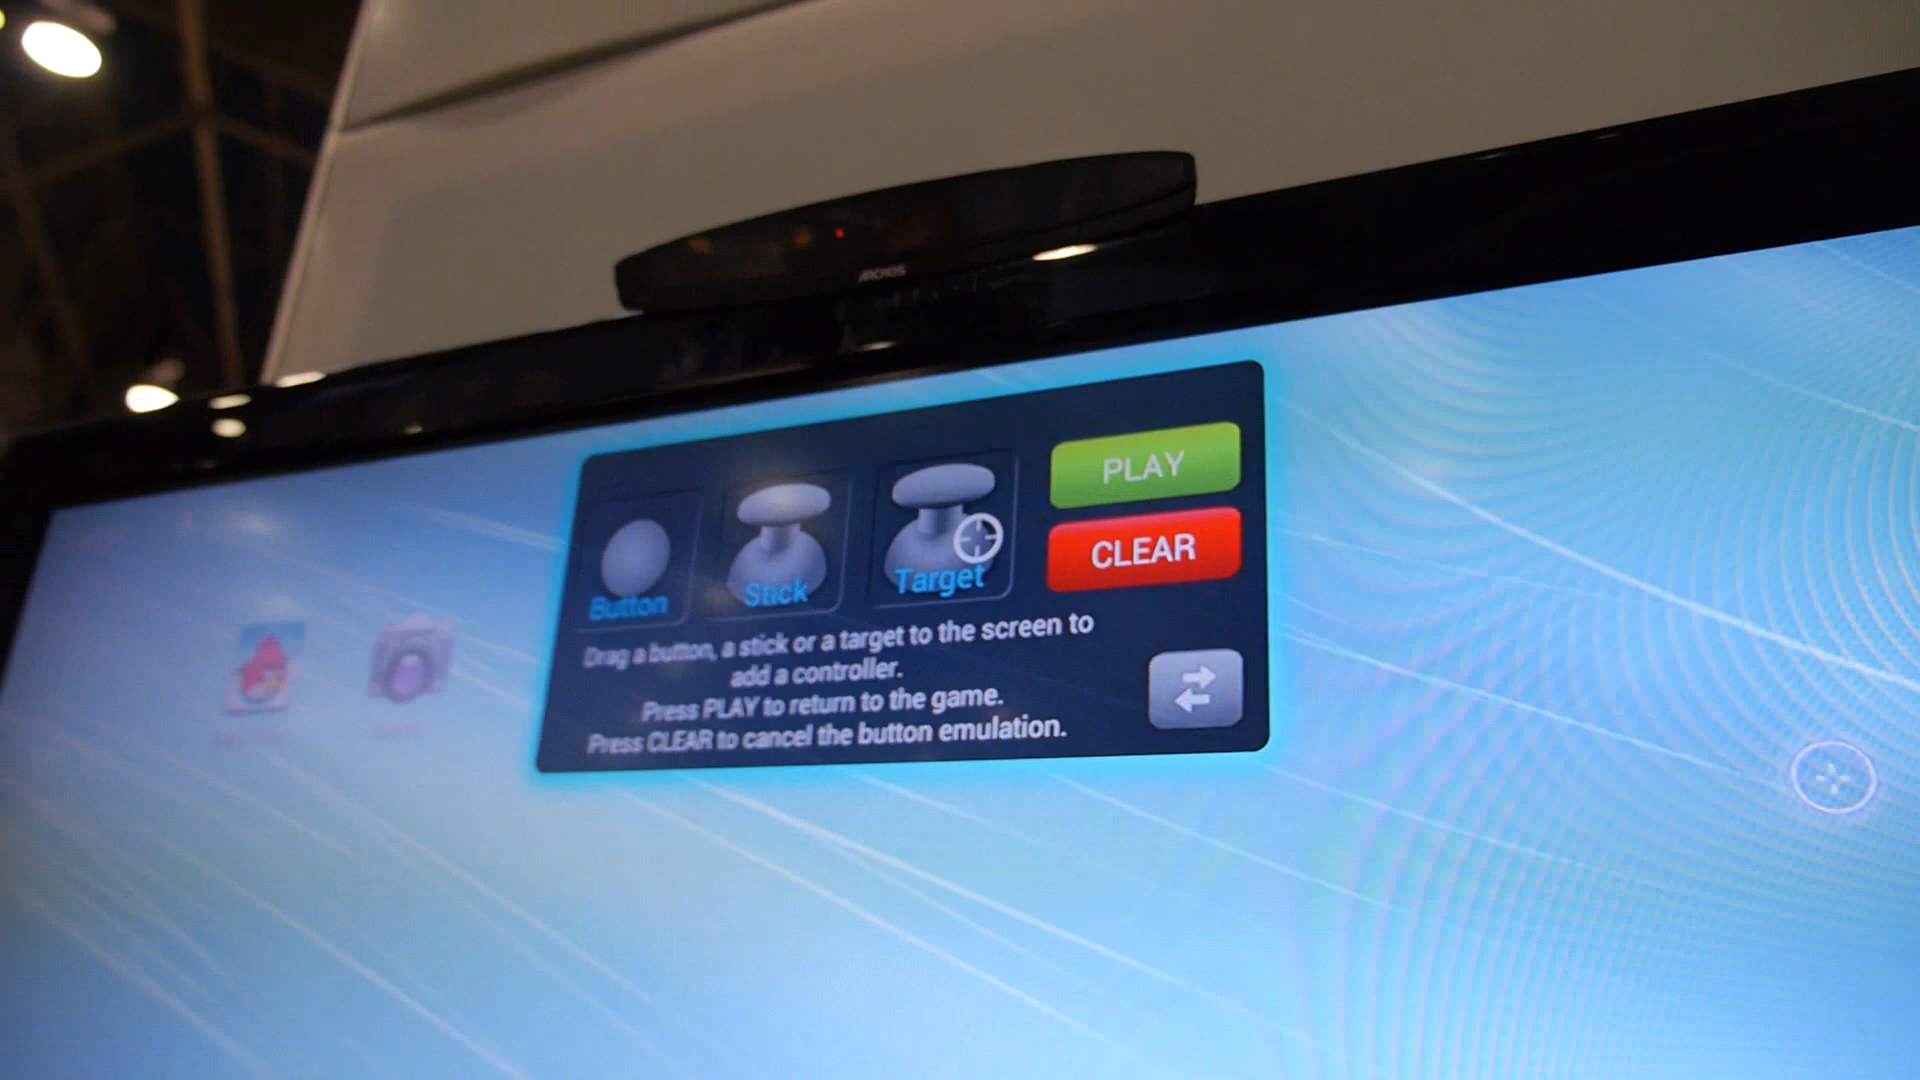 ARCHOS
PLAY
CLEAR
Button
Stick
Target
Drag a button, a stick or a target to the screen to
add a controller.
Press PLAY to return to the game.
Press CLEAR to cancel the button emulation.